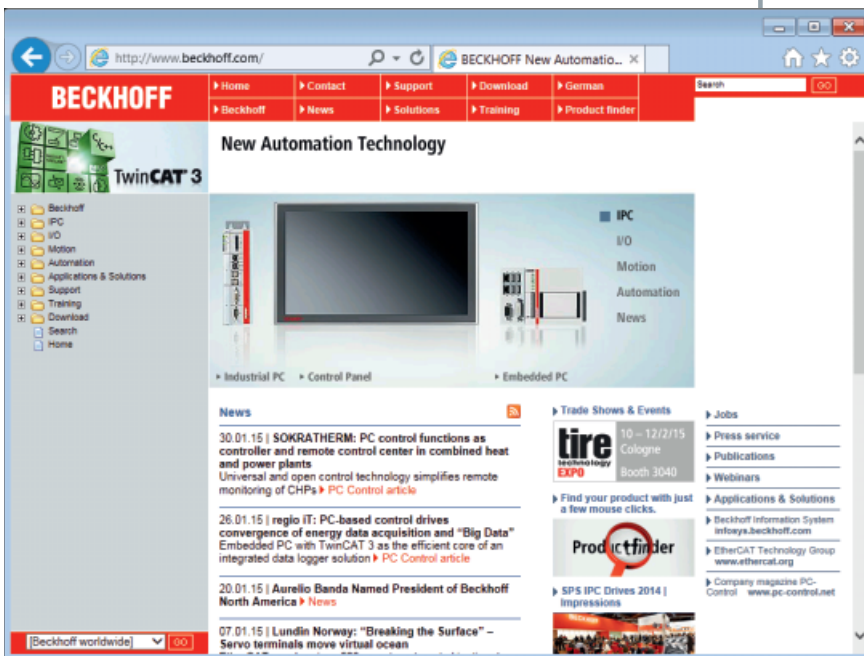 http://www.beckhoff.com/
BECKHOFF New Automatio...
BECKHOFF
Home
Contact
Support
Download
German
Search
GO
Beckhoff
News
Solutions
Training
Product finder
C/C++
TwinCAT® 3
New Automation Technology
Beckhoff
IPC
I/O
Motion
Automation
Applications & Solutions
Support
Training
Download
Search
Home
IPC
I/O
Motion
Automation
News
Industrial PC
Control Panel
Embedded PC
News
30.01.15 | SOKRATHERM: PC control functions as
controller and remote control center in combined heat
and power plants
Universal and open control technology simplifies remote
monitoring of CHPs PC Control article
26.01.15 | regio iT: PC-based control drives
convergence of energy data acquisition and “Big Data”
Embedded PC with TwinCAT 3 as the efficient core of an
integrated data logger solution PC Control article
20.01.15 | Aurelio Banda Named President of Beckhoff
North America News
07.01.15 | Lundin Norway: “Breaking the Surface” –
Servo terminals move virtual ocean
Trade Shows & Events
tire
technology
EXPO
10 – 12/2/15
Cologne
Booth 3040
Find your product with just
a few mouse clicks.
Productfinder
SPS IPC Drives 2014 |
Impressions
Jobs
Press service
Publications
Webinars
Applications & Solutions
Beckhoff Information System
infosys.beckhoff.com
EtherCAT Technology Group
www.ethercat.org
Company magazine PC-
Control www.pc-control.net
[Beckhoff worldwide]
GO